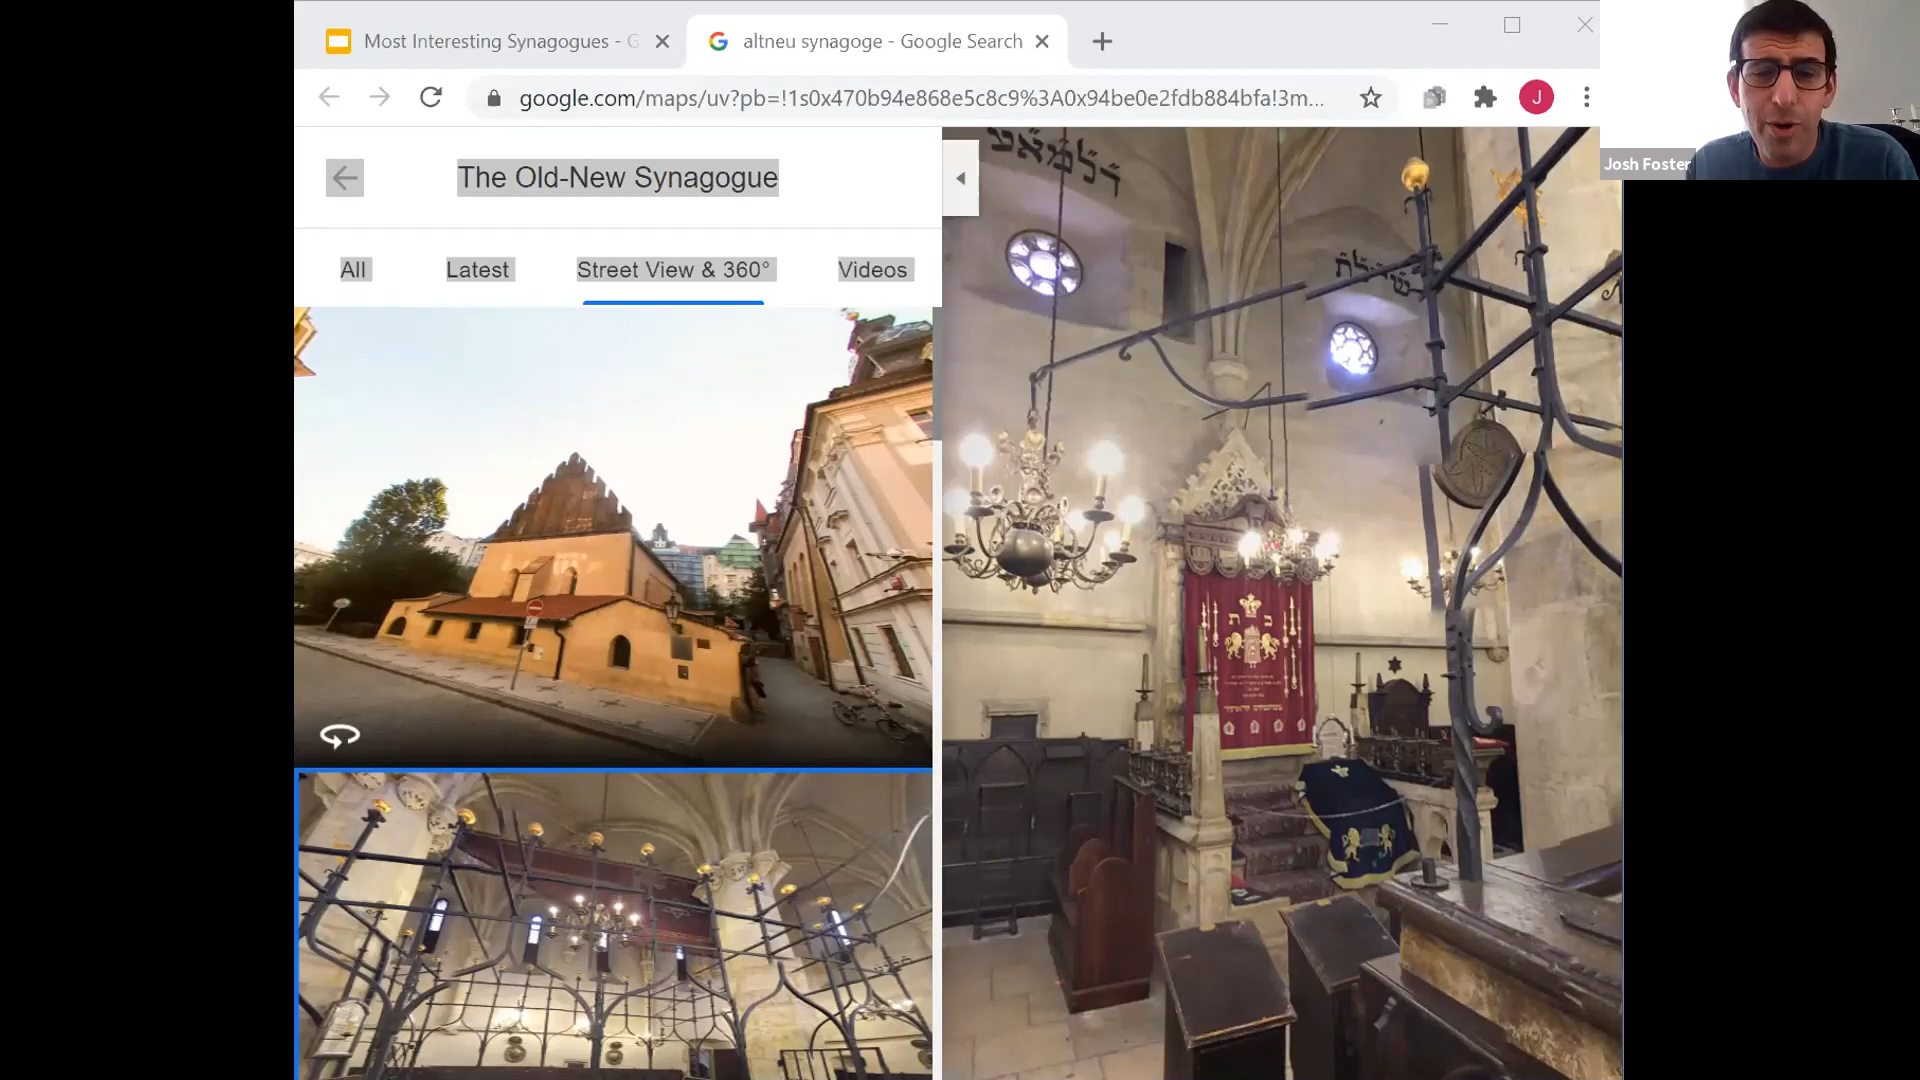 Most Interesting Synagogues - G
altneu synagoge - Google Search
google.com/maps/uv?pb=!1s0x470b94e868e5c8c9%3A0x94be0e2fdb884bfa!3m...
J
Josh Foster
The Old-New Synagogue
All
Latest
Street View & 360°
Videos
דלמאפ
כ ת